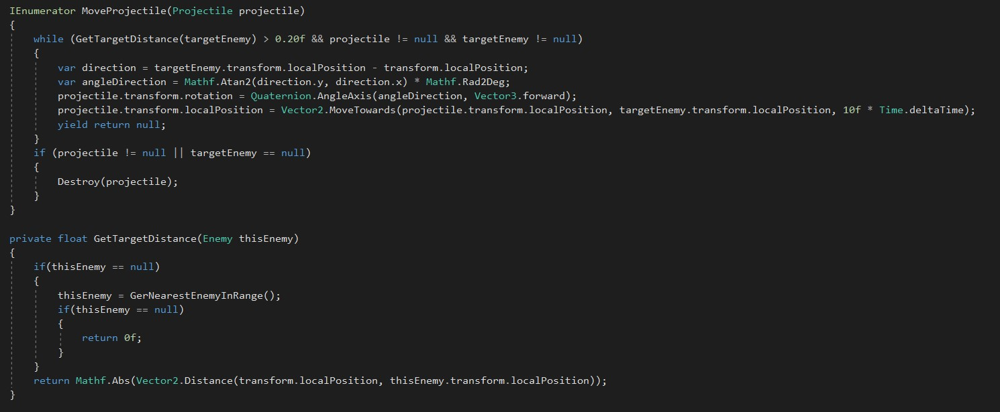 IEnumerator MoveProjectile(Projectile projectile)
{
    while (GetTargetDistance(targetEnemy) > 0.20f && projectile != null && targetEnemy != null)
    {
        var direction = targetEnemy.transform.localPosition - transform.localPosition;
        var angleDirection = Mathf.Atan2(direction.y, direction.x) * Mathf.Rad2Deg;
        projectile.transform.rotation = Quaternion.AngleAxis(angleDirection, Vector3.forward);
        projectile.transform.localPosition = Vector2.MoveTowards(projectile.transform.localPosition, targetEnemy.transform.localPosition, 10f * Time.deltaTime);
        yield return null;
    }
    if (projectile != null || targetEnemy == null)
    {
        Destroy(projectile);
    }
}

private float GetTargetDistance(Enemy thisEnemy)
{
    if(thisEnemy == null)
    {
        thisEnemy = GerNearestEnemyInRange();
        if(thisEnemy == null)
        {
            return 0f;
        }
    }
    return Mathf.Abs(Vector2.Distance(transform.localPosition, thisEnemy.transform.localPosition));
}